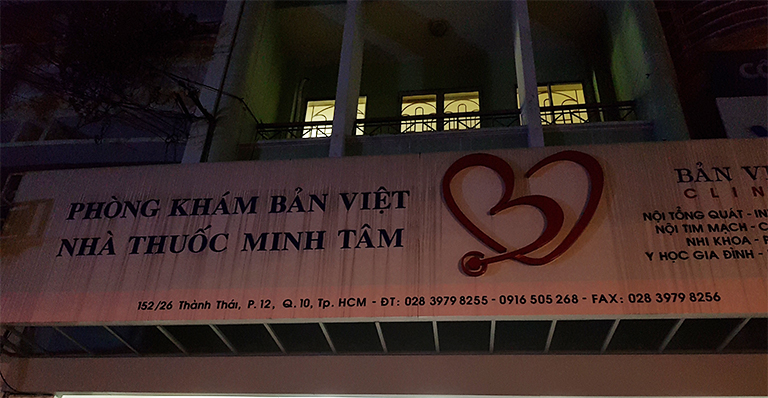 PHÒNG KHÁM BẢN VIỆT
NHÀ THUỐC MINH TÂM
BẢN
NỘI TỔNG QUÁT -
NỘI TIM MẠCH -
NHI KHOA -
Y HỌC GIA ĐÌNH -
152/26 Thành Thái, P. 12, Q. 10, Tp. HCM - ĐT: 028 3979 8255 - 0916 505 268 - FAX: 028 3979 8256